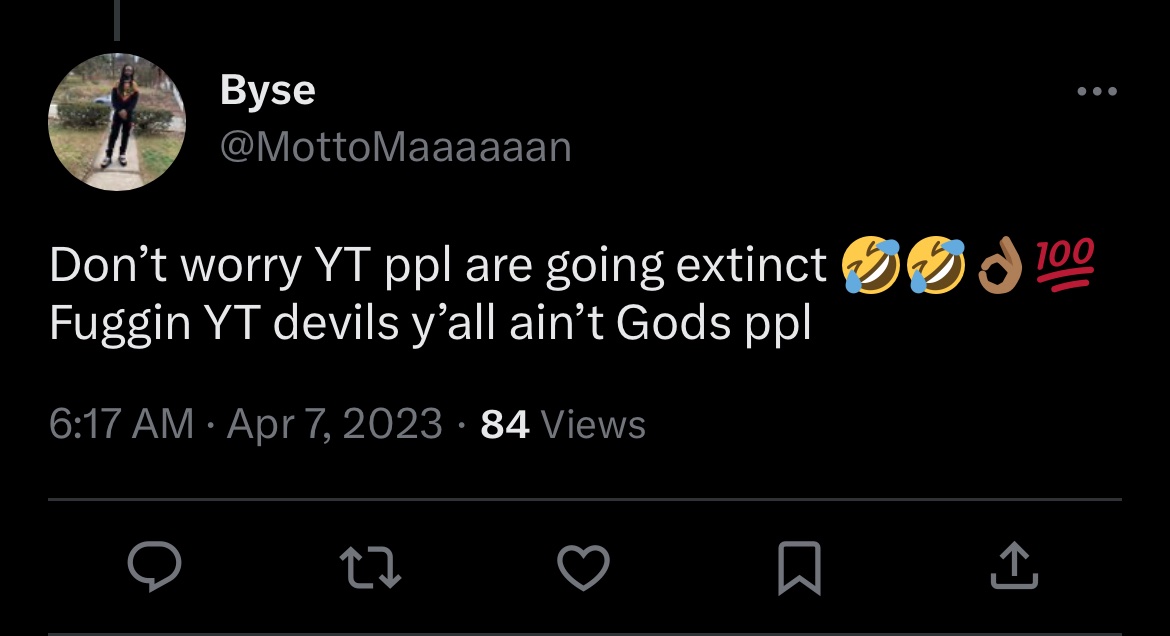 Byse
@MottoMaaaaaan
Don’t worry YT ppl are going extinct 🤣🤣👌🏽💯
Fuggin YT devils y’all ain’t Gods ppl
6:17 AM · Apr 7, 2023 · 84 Views